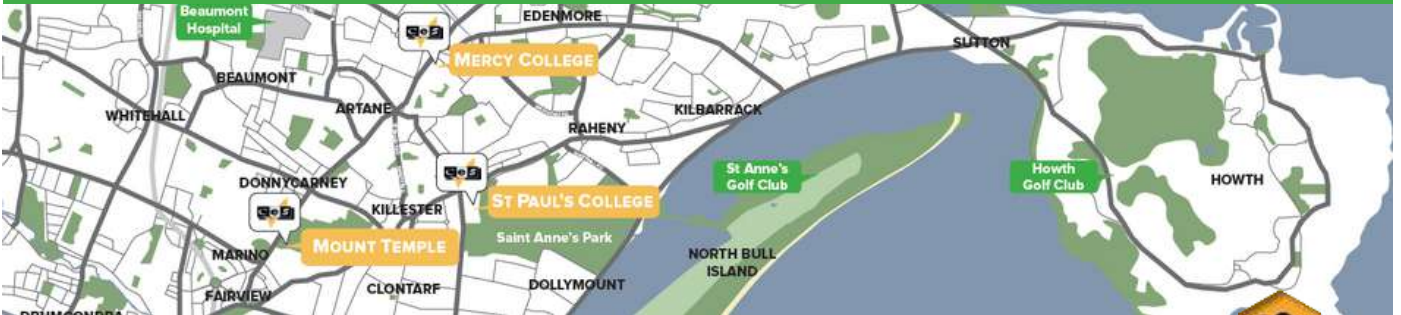 Beaumont
Hospital
EDENMORE
SUTTON
MERCY COLLEGE
BEAUMONT
ARTANE
KILBARRACK
WHITEHALL
RAHENY
St Anne's
Golf Club
Howth
Golf Club
HOWTH
DONNYCARNEY
KILLESTER
ST PAUL'S COLLEGE
Saint Anne's Park
MOUNT TEMPLE
MARINO
NORTH BULL
ISLAND
FAIRVIEW
CLONTARF
DOLLYMOUNT